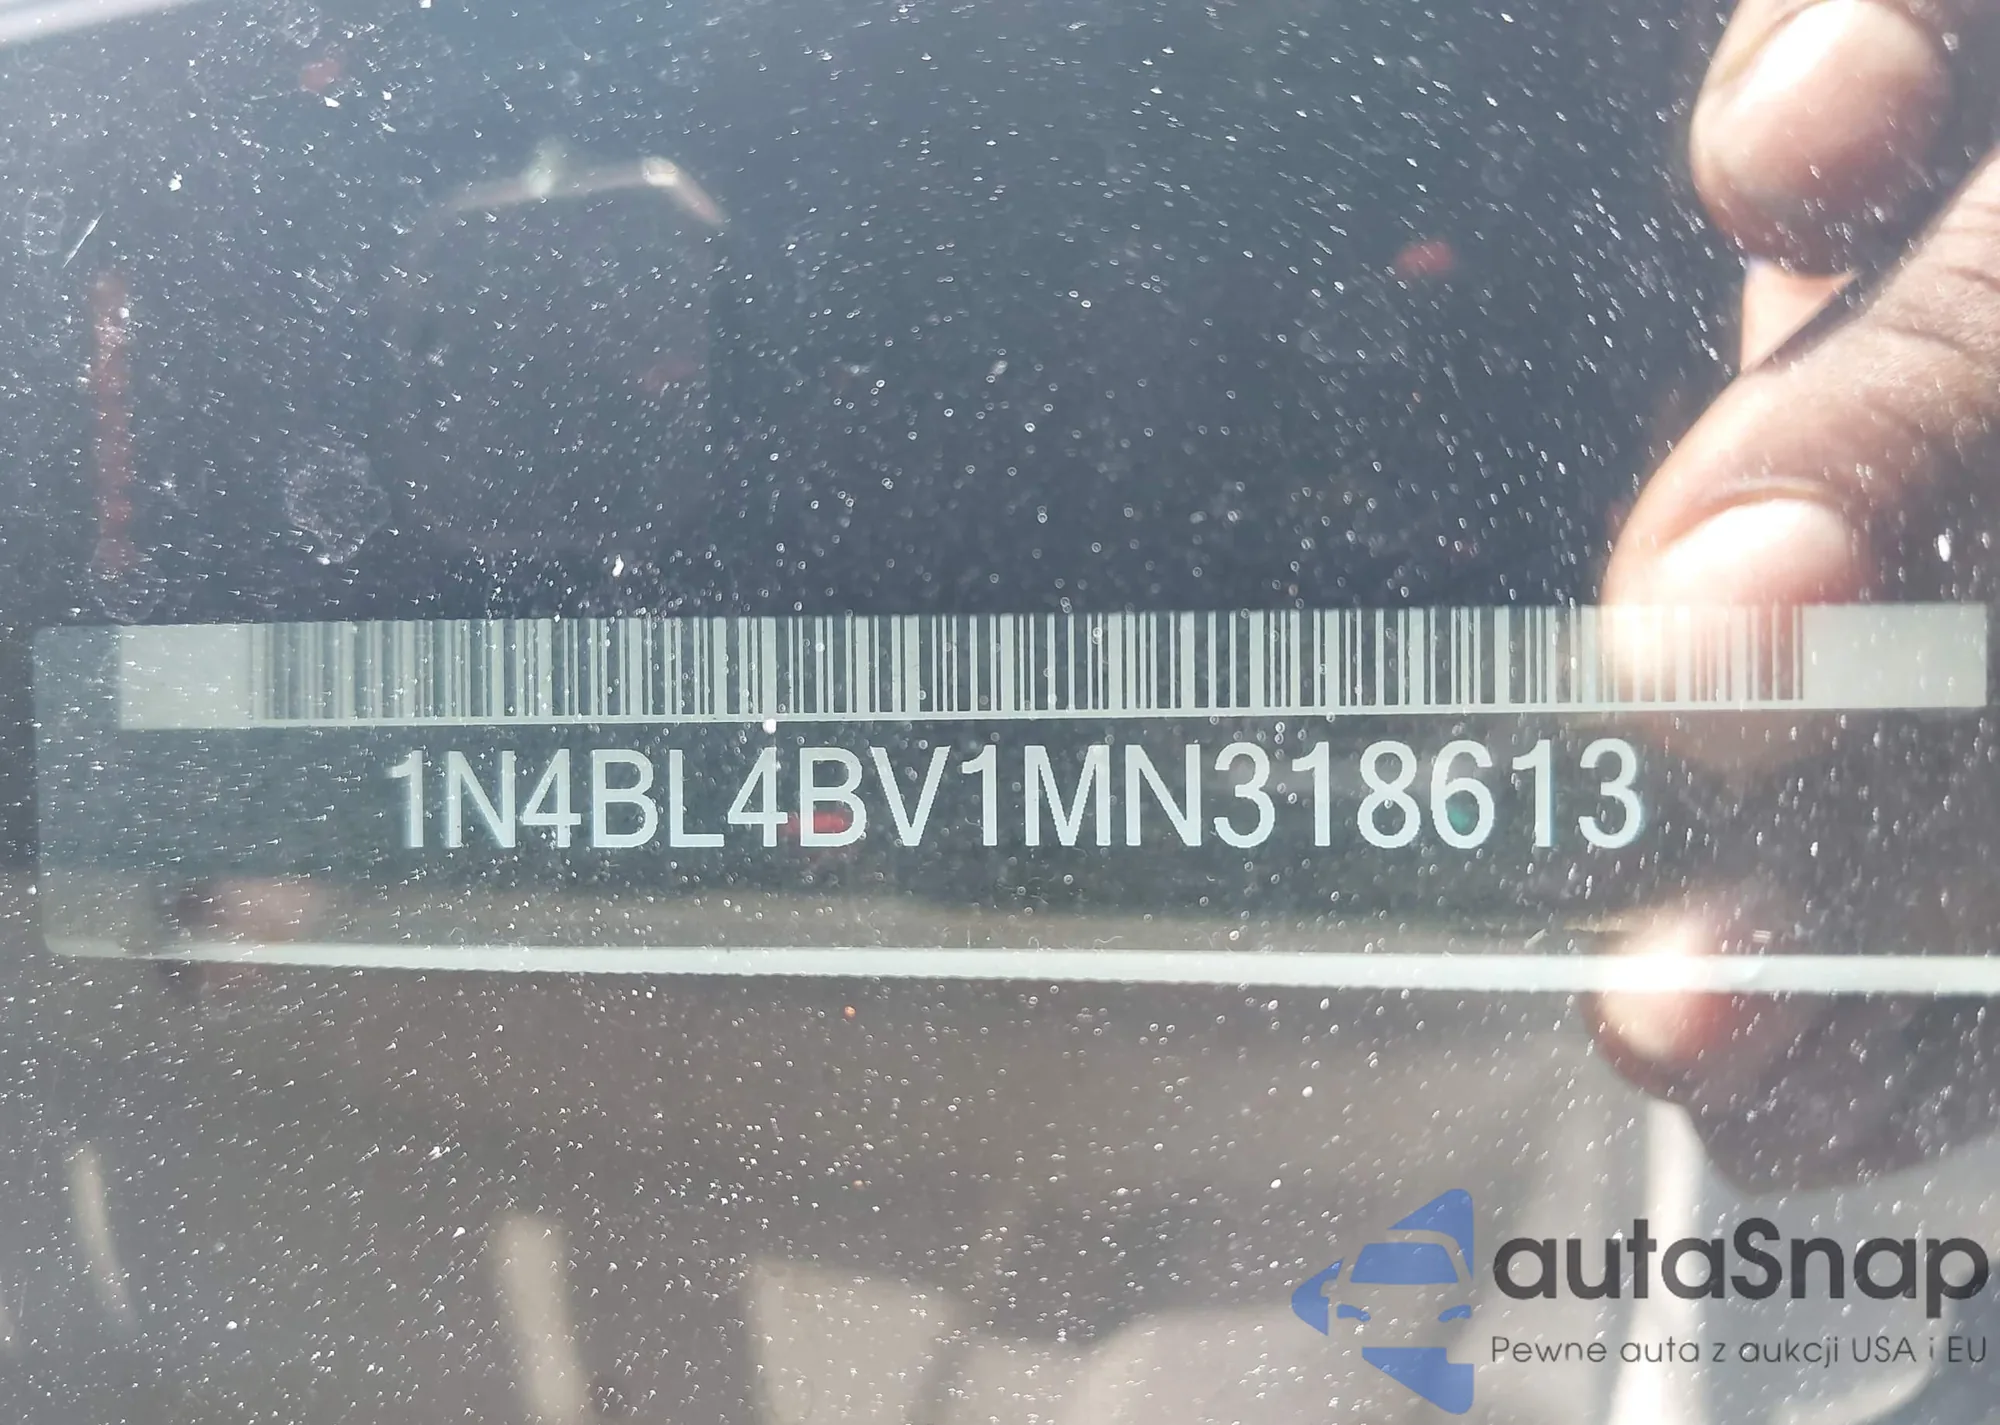 1N4BL4BV1MN318613
autaSnap
Pewne auta z aukcji USA i EU